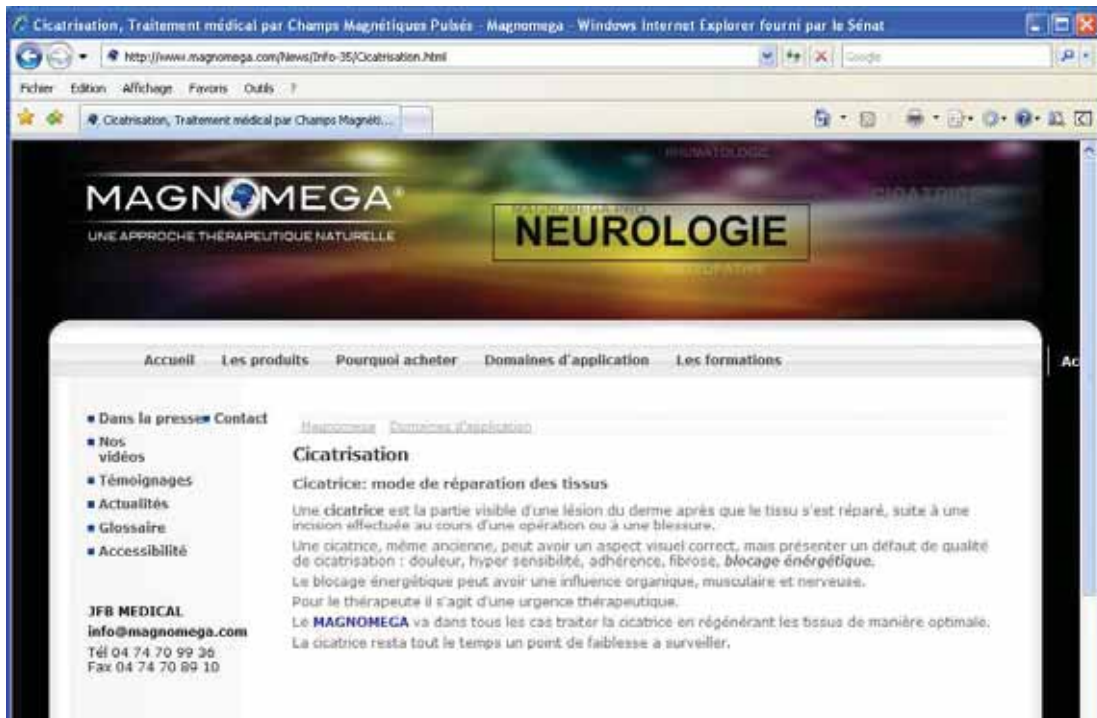 Cicatrisation, Traitement médical par Champs Magnétiques Pulsés - Magnomega - Windows Internet Explorer fourni par le Sénat
http://www.magnomega.com/News/Info-35/Cicatrisation.html
Google
Fichier Edition Affichage Favoris Outils ?
Cicatrisation, Traitement médical par Champs Magnéti...
RHUMATOLOGIE
MAGNOMEGA®
CICATRICE
MAGNOMEGA PRO
NEUROLOGIE
UNE APPROCHE THÉRAPEUTIQUE NATURELLE
Accueil Les produits Pourquoi acheter Domaines d'application Les formations Ac
Dans la presse Contact
Nos
vidéos
Témoignages
Actualités
Glossaire
Accessibilité
JFB MEDICAL
info@magnomega.com
Tél 04 74 70 99 36
Fax 04 74 70 89 10
Magnomega Domaines d'application
Cicatrisation
Cicatrice: mode de réparation des tissus
Une cicatrice est la partie visible d'une lésion du derme après que le tissu s'est réparé, suite à une
incision effectuée au cours d'une opération ou à une blessure.
Une cicatrice, même ancienne, peut avoir un aspect visuel correct, mais présenter un défaut de qualité
de cicatrisation : douleur, hyper sensibilité, adhérence, fibrose, blocage énérgétique.
Le blocage énergétique peut avoir une influence organique, musculaire et nerveuse.
Pour le thérapeute il s'agit d'une urgence thérapeutique.
Le MAGNOMEGA va dans tous les cas traiter la cicatrice en régénérant les tissus de manière optimale.
La cicatrice resta tout le temps un point de faiblesse a surveiller.